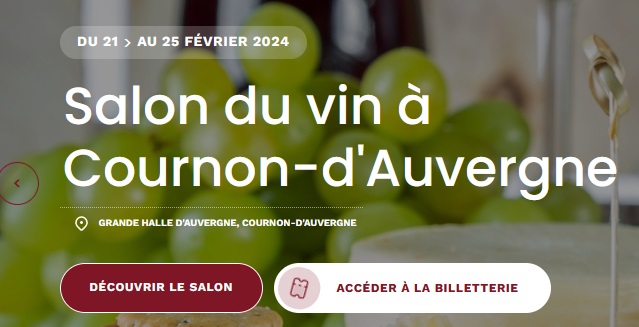 DU 21 > AU 25 FÉVRIER 2024
Salon du vin à
Cournon-d'Auvergne
GRANDE HALLE D'AUVERGNE, COURNON-D'AUVERGNE
DÉCOUVRIR LE SALON
ACCÉDER À LA BILLETTERIE